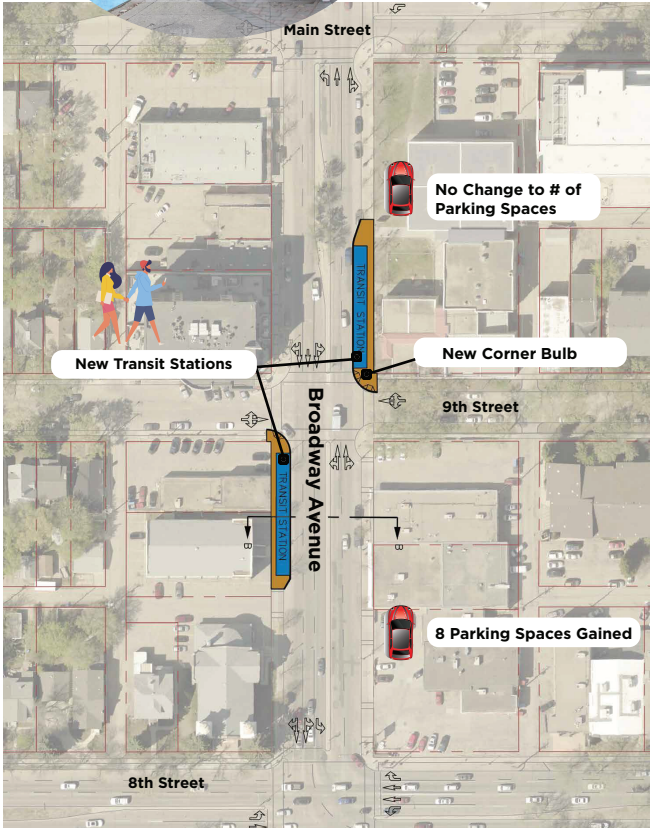 Main Street
No Change to # of
Parking Spaces
TRANSIT STATION
New Transit Stations
New Corner Bulb
9th Street
Broadway Avenue
TRANSIT STATION
B
B
8 Parking Spaces Gained
8th Street